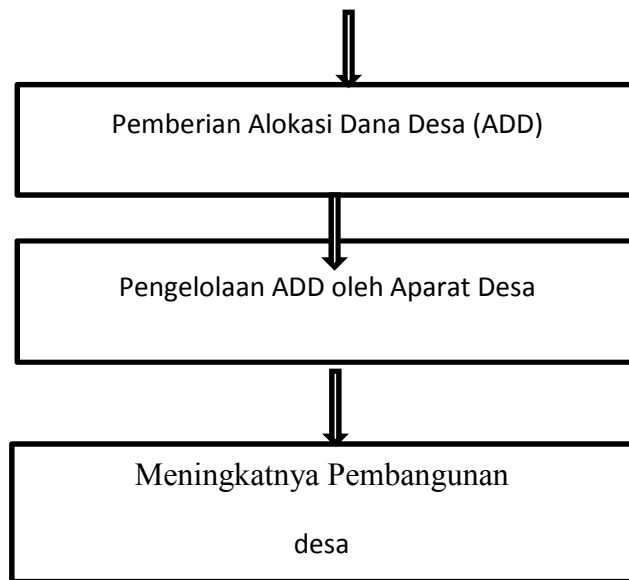 Pemberian Alokasi Dana Desa (ADD)
Pengelolaan ADD oleh Aparat Desa
Meningkatnya Pembangunan
desa